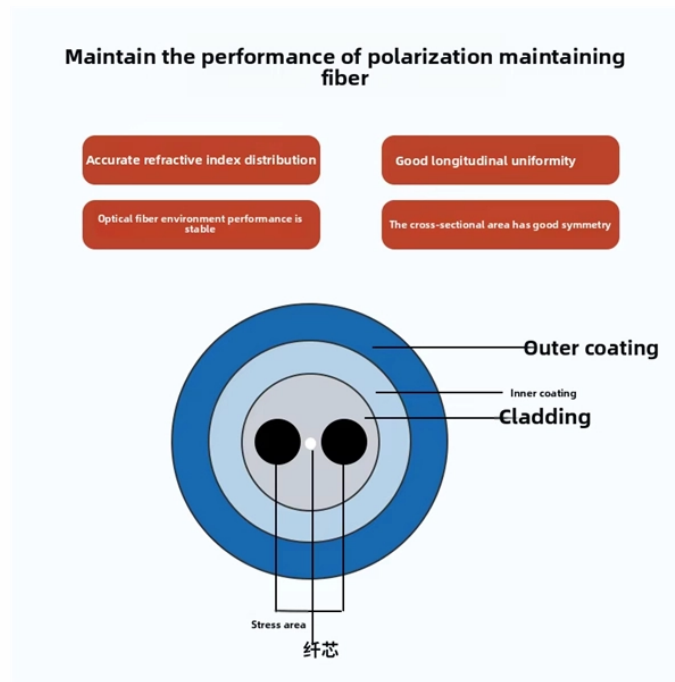 Maintain the performance of polarization maintaining
fiber
Accurate refractive index distribution
Good longitudinal uniformity
Optical fiber environment performance is
stable
The cross-sectional area has good symmetry
Outer coating
Inner coating
Cladding
Stress area
纤芯